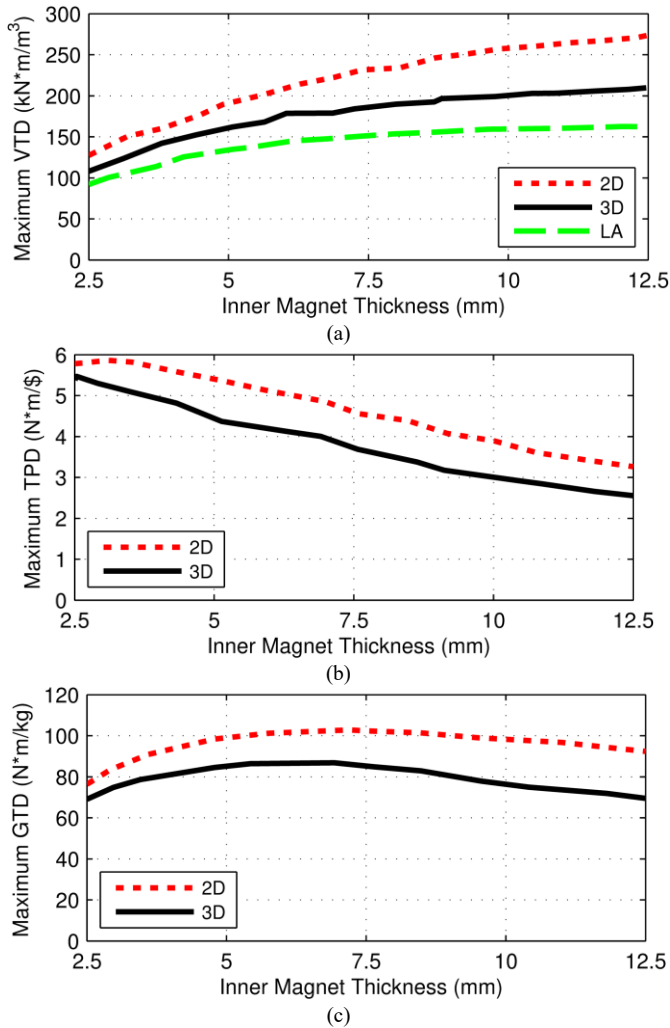 300
250
200
150
100
50
0
Maximum VTD (kN*m/m³)
2D
3D
LA
2.5 5 7.5 10 12.5
Inner Magnet Thickness (mm)
(a)
6
5
4
3
2
1
0
Maximum TPD (N*m/$)
2D
3D
2.5 5 7.5 10 12.5
Inner Magnet Thickness (mm)
(b)
120
100
80
60
40
20
0
Maximum GTD (N*m/kg)
2D
3D
2.5 5 7.5 10 12.5
Inner Magnet Thickness (mm)
(c)